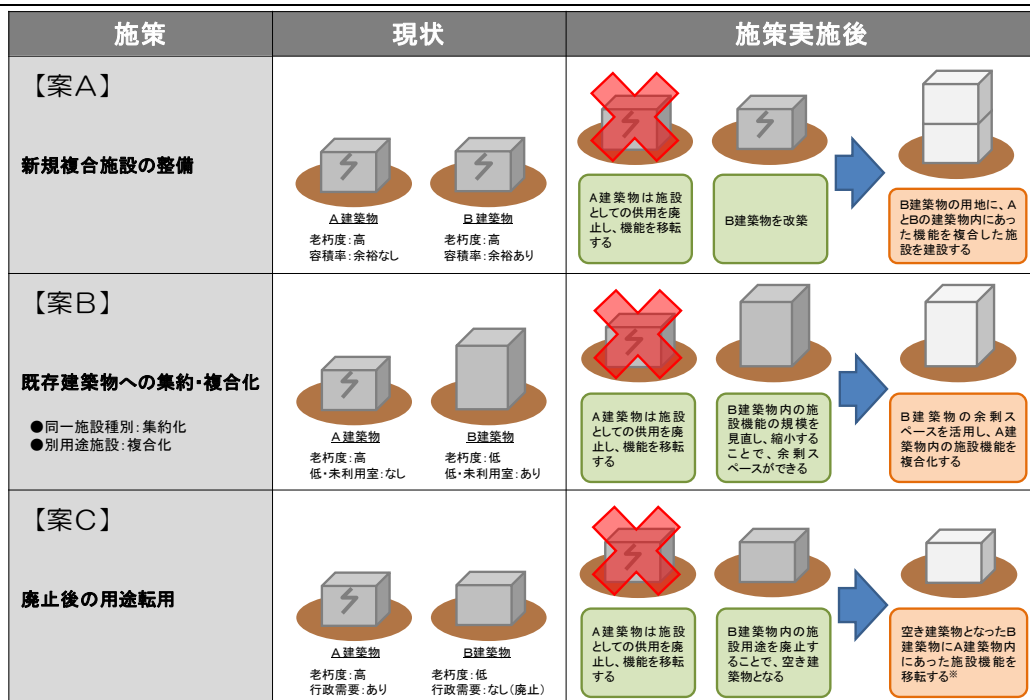 施策
現状
施策実施後
【案A】
新規複合施設の整備
A建築物
老朽度:高
容積率:余裕なし
B建築物
老朽度:高
容積率:余裕あり
A建築物は施設
としての供用を廃
止し、機能を移転
する
B建築物を改築
B建築物の用地に、A
とBの建築物内にあっ
た機能を複合した施
設を建設する
【案B】
既存建築物への集約・複合化
●同一施設種別:集約化
●別用途施設:複合化
A建築物
老朽度:高
低・未利用室:なし
B建築物
老朽度:低
低・未利用室:あり
A建築物は施設
としての供用を廃
止し、機能を移転
する
B建築物内の施
設機能の規模を
見直し、縮小する
ことで、余剰ス
ペースができる
B建築物の余剰ス
ペースを活用し、A建
築物内の施設機能を
複合化する
【案C】
廃止後の用途転用
A建築物
老朽度:高
行政需要:あり
B建築物
老朽度:低
行政需要:なし(廃止)
A建築物は施設
としての供用を廃
止し、機能を移転
する
B建築物内の施
設用途を廃止す
ることで、空き建
築物となる
空き建築物となったB
建築物にA建築物内
にあった施設機能を
移転する※